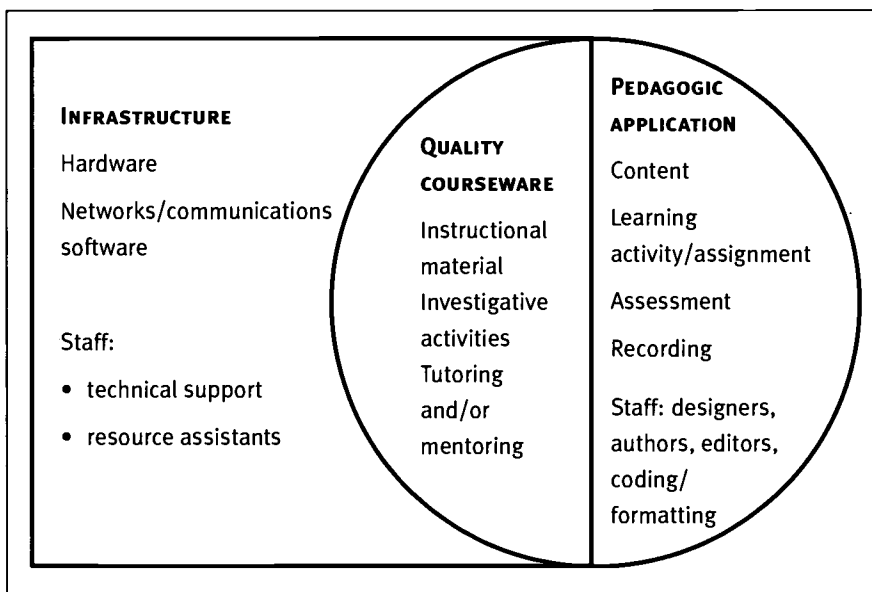 INFRASTRUCTURE
Hardware
Networks/communications
software
Staff:
• technical support
• resource assistants
QUALITY
COURSEWARE
Instructional
material
Investigative
activities
Tutoring
and/or
mentoring
PEDAGOGIC
APPLICATION
Content
Learning
activity/assignment
Assessment
Recording
Staff: designers,
authors, editors,
coding/
formatting